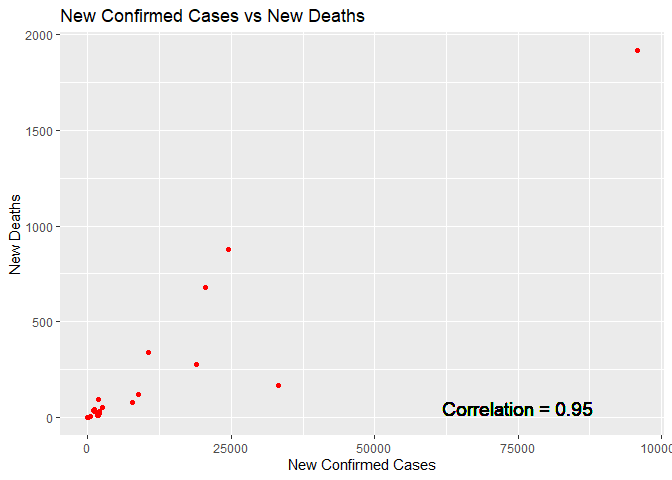 New Confirmed Cases vs New Deaths
2000
1500
1000
500
0
New Deaths
Correlation = 0.95
0 25000 50000 75000 10000
New Confirmed Cases